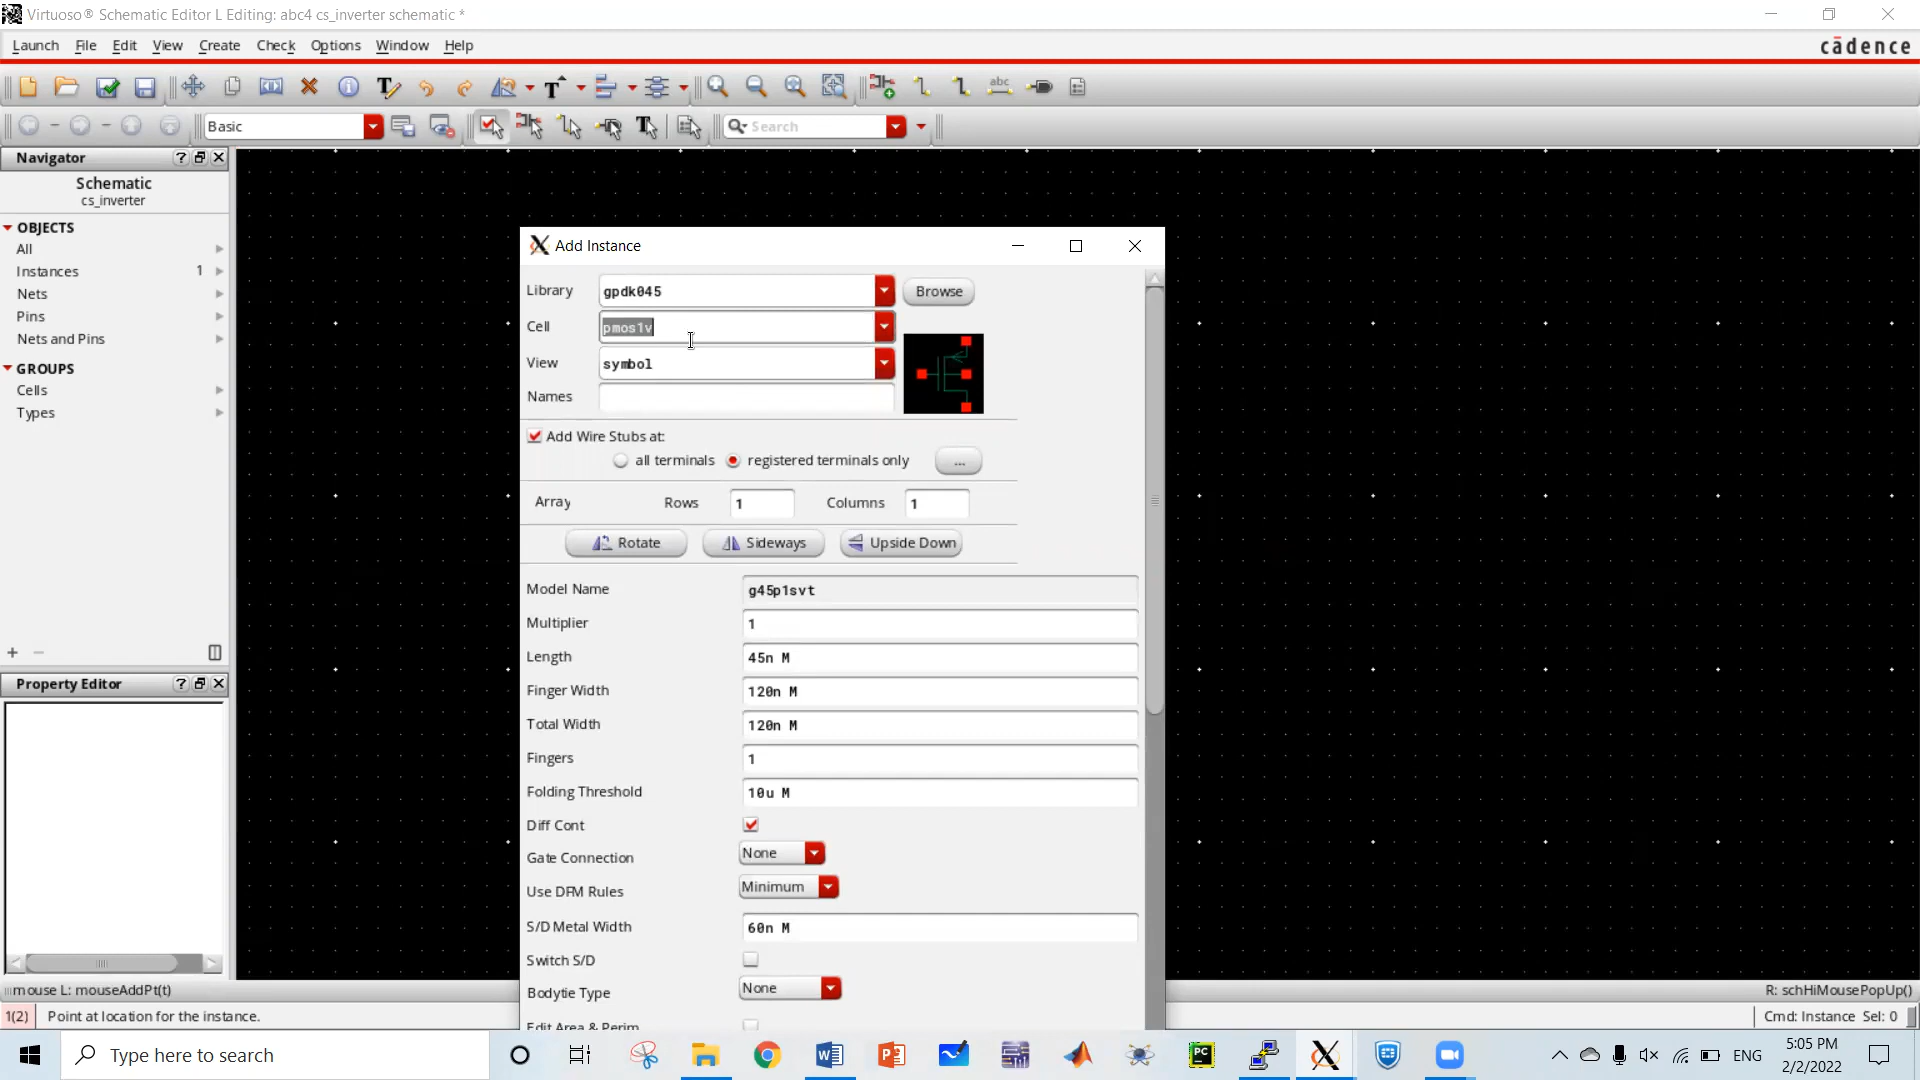 Virtuoso® Schematic Editor L Editing: abc4 cs_inverter schematic *
Launch File Edit View Create Check Options Window Help
cādence
abc
Basic
Search
Navigator
Schematic
cs_inverter
OBJECTS
All
Instances 1
Nets
Pins
Nets and Pins
GROUPS
Cells
Types
Property Editor
Add Instance
Library gpdk045 Browse
Cell pmos1v
View symbol
Names
Add Wire Stubs at:
all terminals registered terminals only ...
Array Rows 1 Columns 1
Rotate Sideways Upside Down
Model Name g45p1svt
Multiplier 1
Length 45n M
Finger Width 120n M
Total Width 120n M
Fingers 1
Folding Threshold 10u M
Diff Cont
Gate Connection None
Use DFM Rules Minimum
S/D Metal Width 60n M
Switch S/D
Bodytie Type None
Edit Area & Perim
mouse L: mouseAddPt(t) R: schHiMousePopUp()
1(2) Point at location for the instance. Cmd: Instance Sel: 0
Type here to search
ENG
5:05 PM
2/2/2022